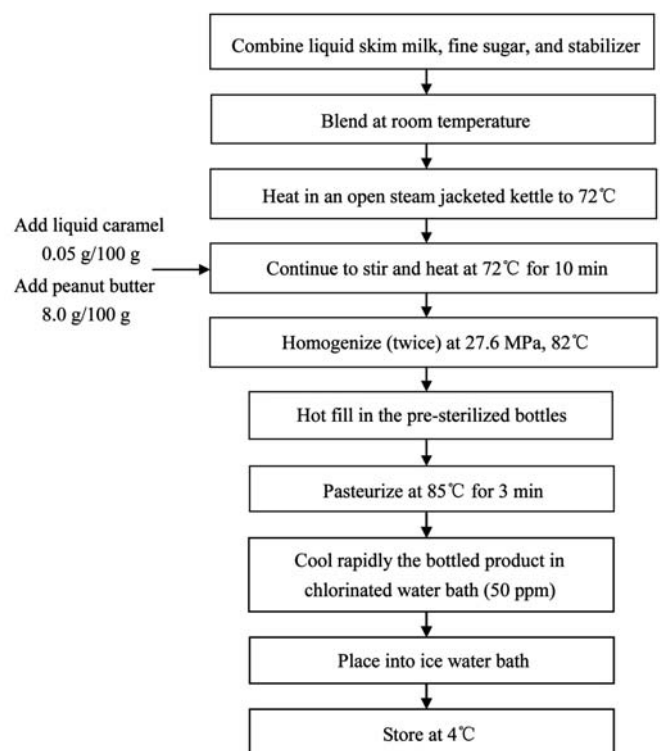 Combine liquid skim milk, fine sugar, and stabilizer
Blend at room temperature
Heat in an open steam jacketed kettle to 72℃
Add liquid caramel
0.05 g/100 g
Add peanut butter
8.0 g/100 g
Continue to stir and heat at 72℃ for 10 min
Homogenize (twice) at 27.6 MPa, 82℃
Hot fill in the pre-sterilized bottles
Pasteurize at 85℃ for 3 min
Cool rapidly the bottled product in
chlorinated water bath (50 ppm)
Place into ice water bath
Store at 4℃